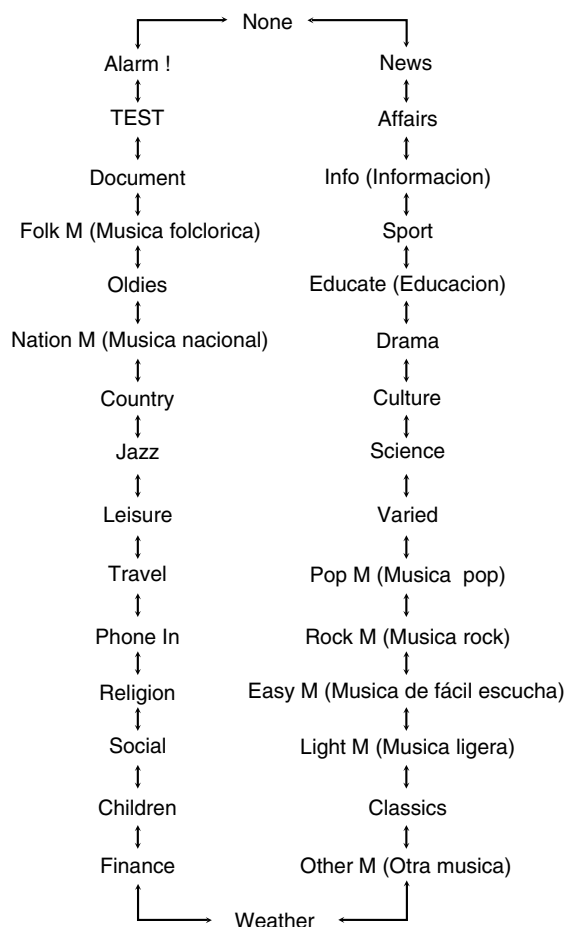 None
Alarm !
News
TEST
Affairs
Document
Info (Informacion)
Folk M (Musica folclorica)
Sport
Oldies
Educate (Educacion)
Nation M (Musica nacional)
Drama
Country
Culture
Jazz
Science
Leisure
Varied
Travel
Pop M (Musica pop)
Phone In
Rock M (Musica rock)
Religion
Easy M (Musica de fácil escucha)
Social
Light M (Musica ligera)
Children
Classics
Finance
Other M (Otra musica)
Weather